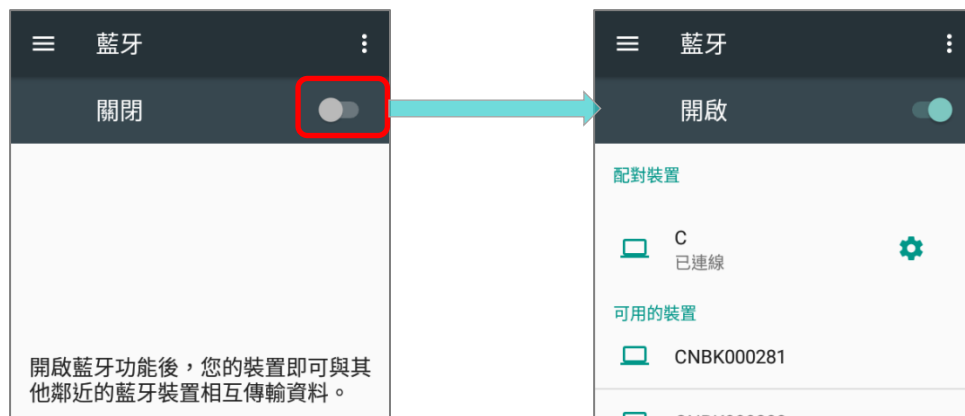 藍牙
關閉
開啟藍牙功能後，您的裝置即可與其
他鄰近的藍牙裝置相互傳輸資料。
藍牙
開啟
配對裝置
C
已連線
可用的裝置
CNBK000281